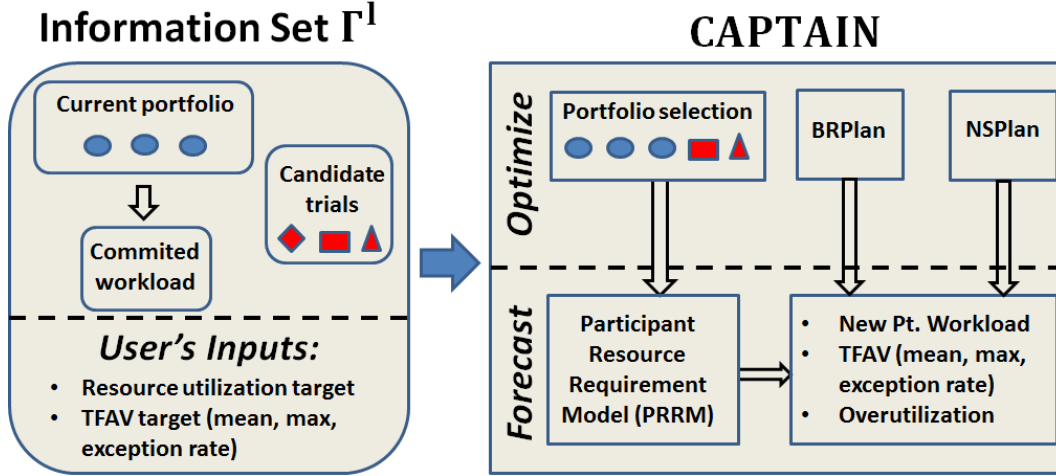 Information Set Γˡ
Current portfolio
Candidate
trials
Commited
workload
User's Inputs:
• Resource utilization target
• TFAV target (mean, max,
exception rate)
CAPTAIN
Optimize
Portfolio selection
BRPlan
NSPlan
Forecast
Participant
Resource
Requirement
Model (PRRM)
• New Pt. Workload
• TFAV (mean, max,
exception rate)
• Overutilization